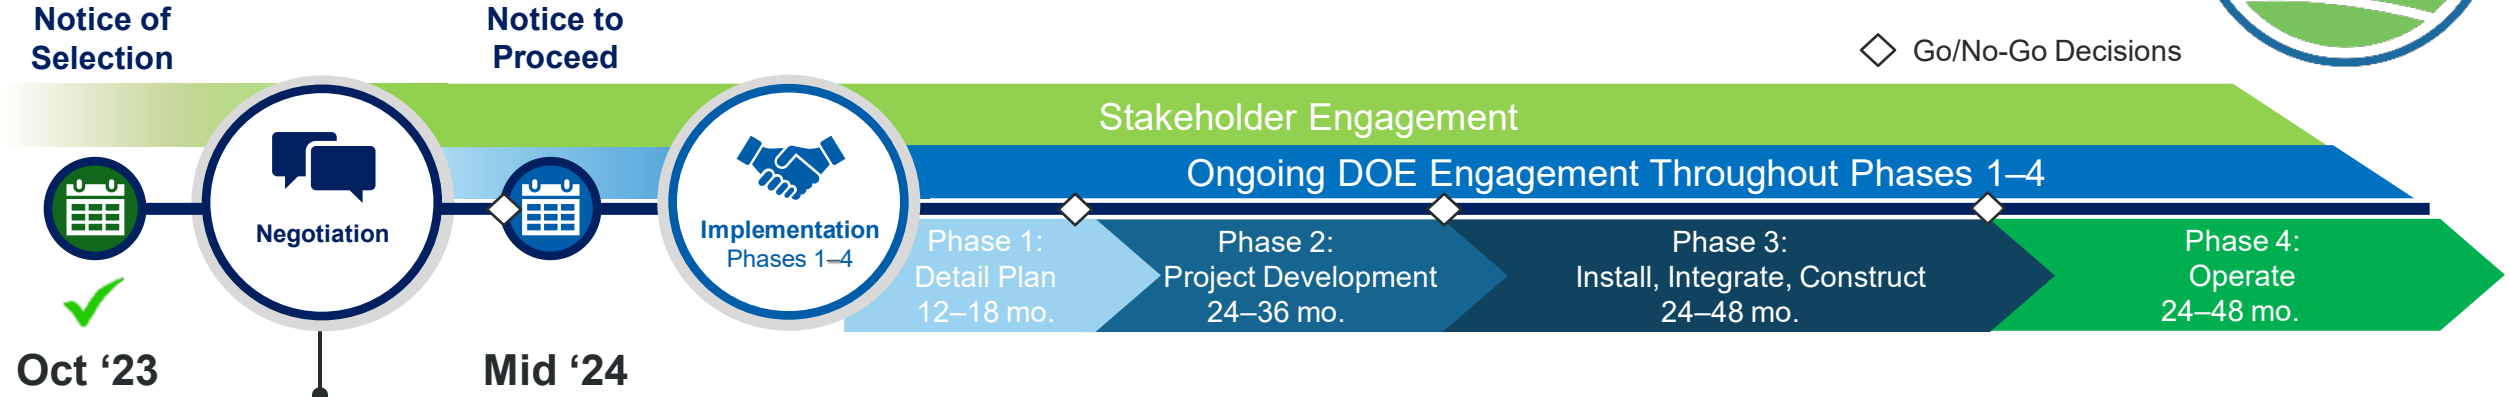 Notice of
Selection
Notice to
Proceed
Go/No-Go Decisions
Stakeholder Engagement
Ongoing DOE Engagement Throughout Phases 1–4
Negotiation
Implementation
Phases 1–4
Phase 1:
Detail Plan
12–18 mo.
Phase 2:
Project Development
24–36 mo.
Phase 3:
Install, Integrate, Construct
24–48 mo.
Phase 4:
Operate
24–48 mo.
Oct ‘23
Mid ‘24